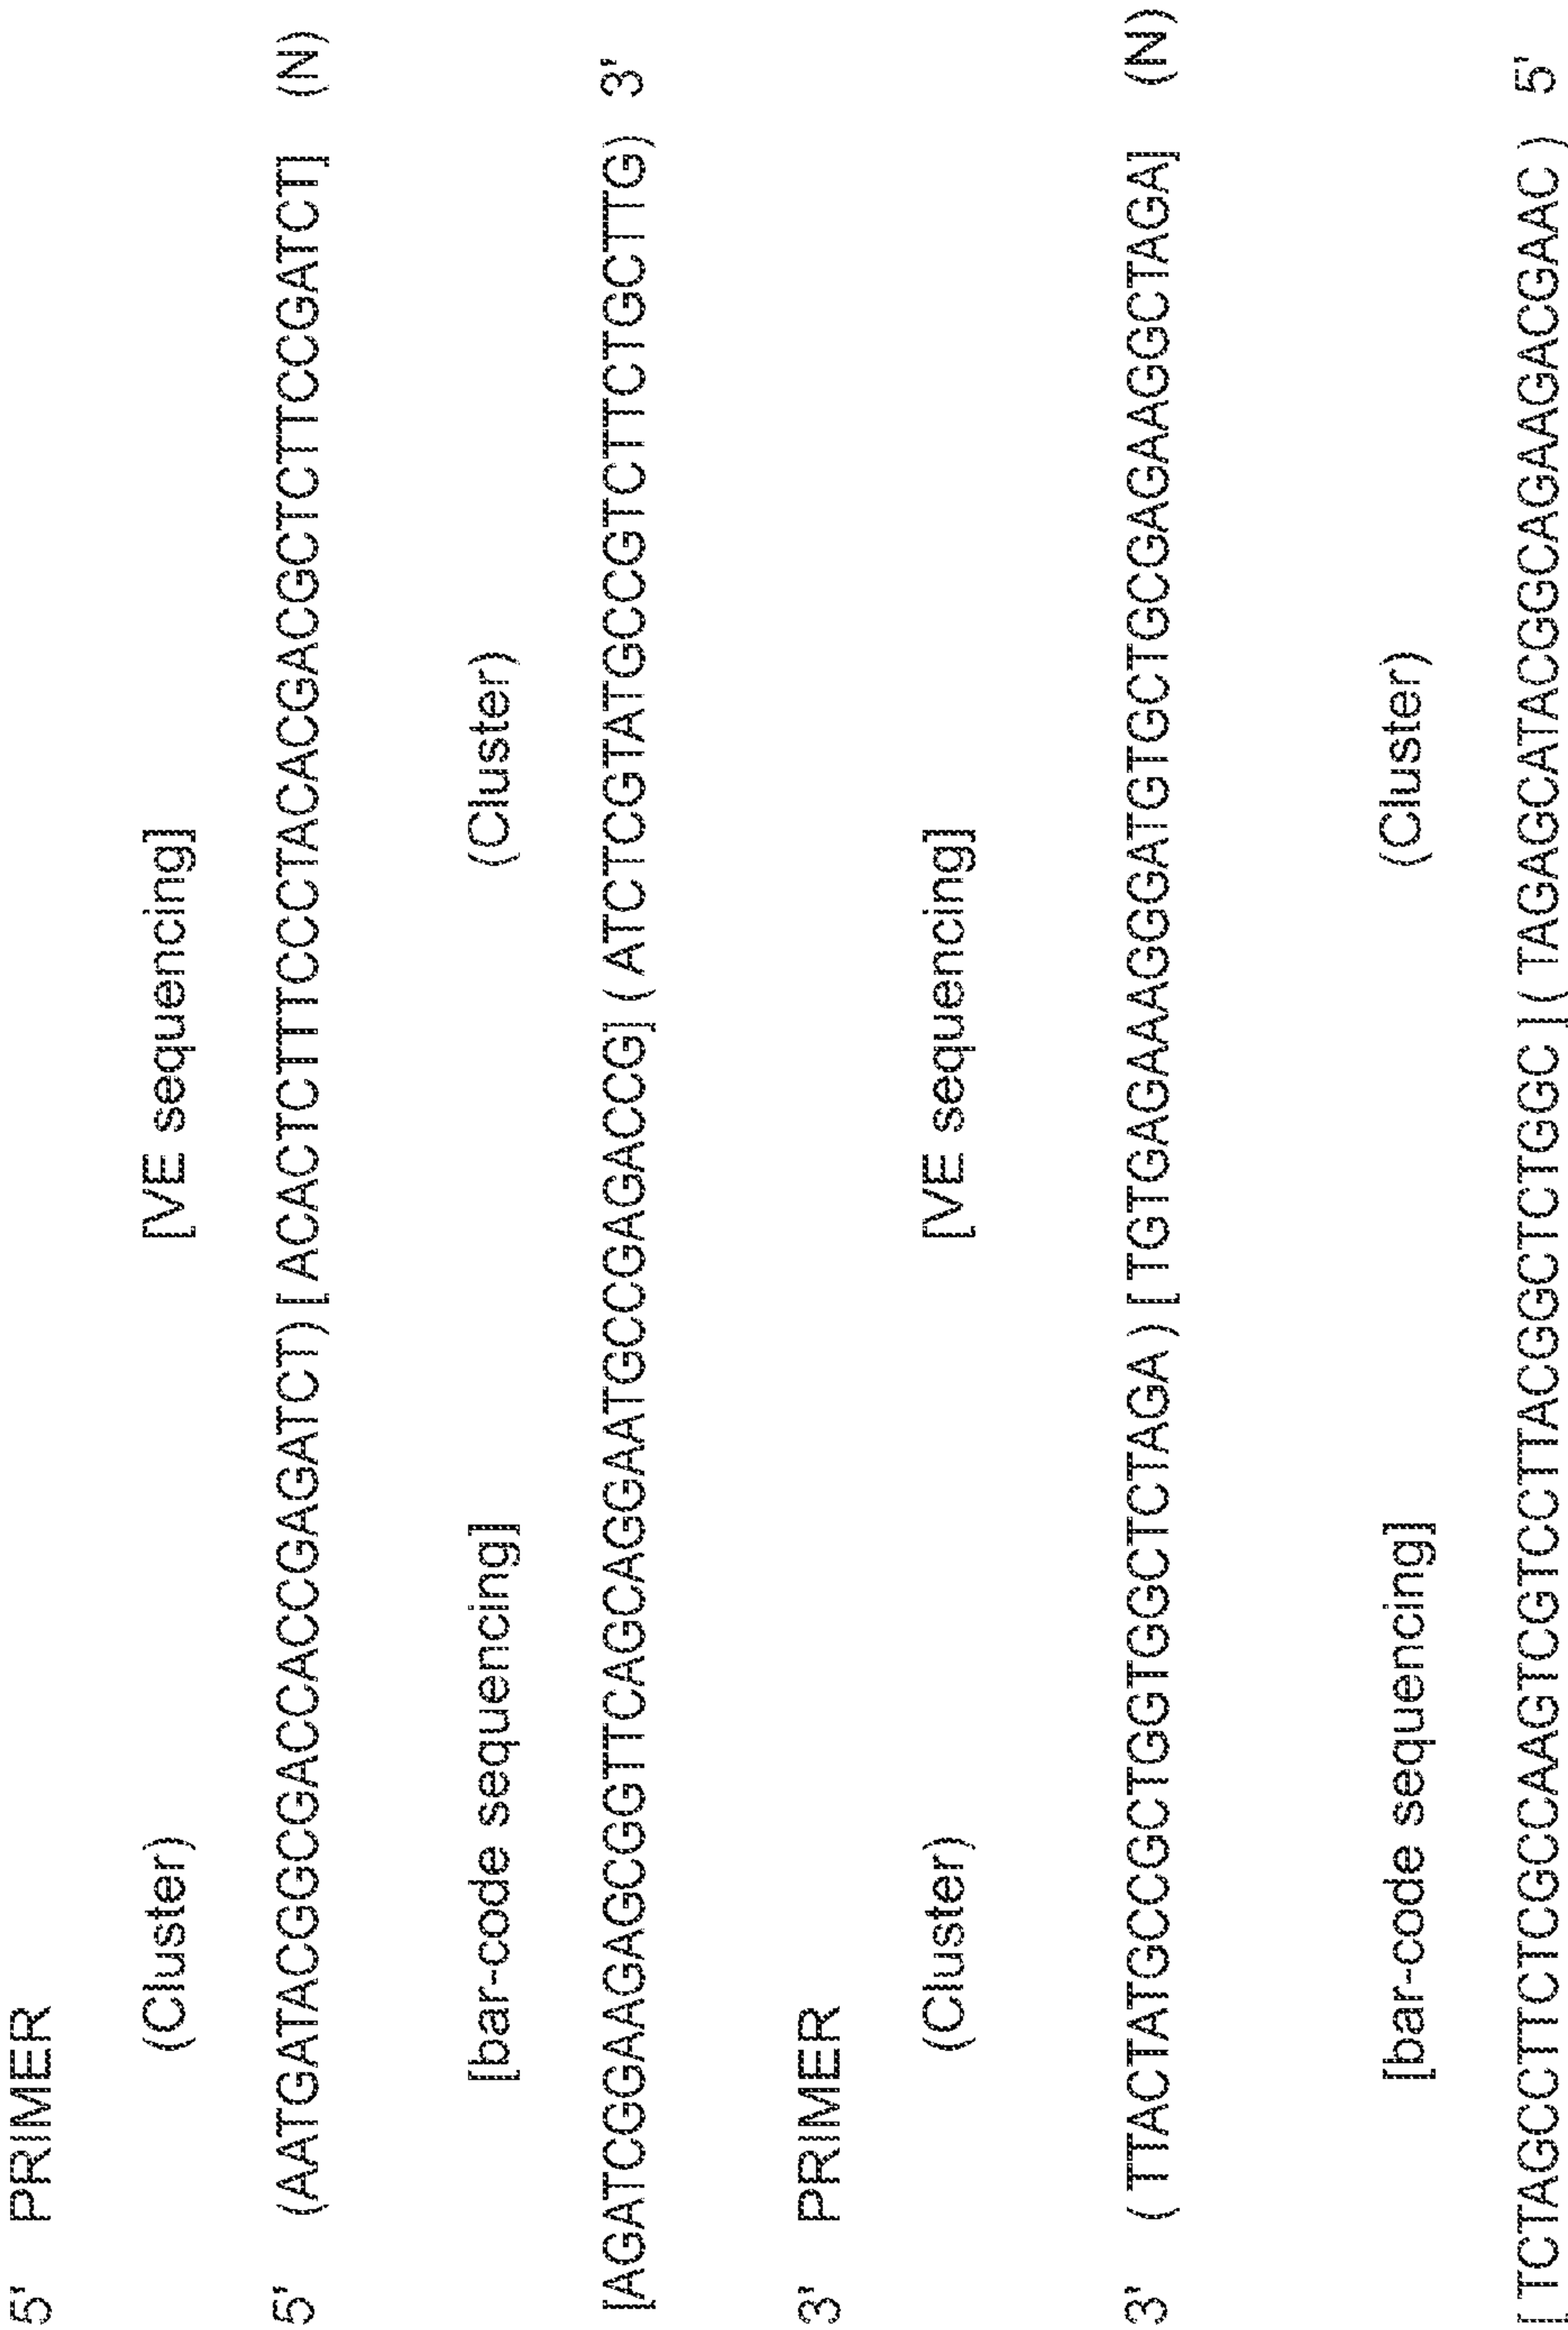 5' PRIMER
(Cluster) [VE sequencing]
5' (AATGATACGGCGACCACCGAGATCT) [ ACACTCTTTCCCTACACGACGCTCTTCCGATCT] (N)
[bar-code sequencing] (Cluster)
[AGATCGGAAGAGCGGTTCAGCAGGAATGCCGAGACCG] ( ATCTCGTATGCCGTCTTCTGCTTG) 3'
3' PRIMER
(Cluster) [VE sequencing]
3' ( TTACTATGCCGCTGGTGGCTCTAGA ) [ TGTGAGAAAGGGATGTGCTGCGAGAAGGCTAGA] (N)
[bar-code sequencing] (Cluster)
[ TCTAGCCTTCTCGCCAAGTCGTCCTTACGGCTCTGGC ] ( TAGAGCATACGGCAGAAGACGAAC ) 5'